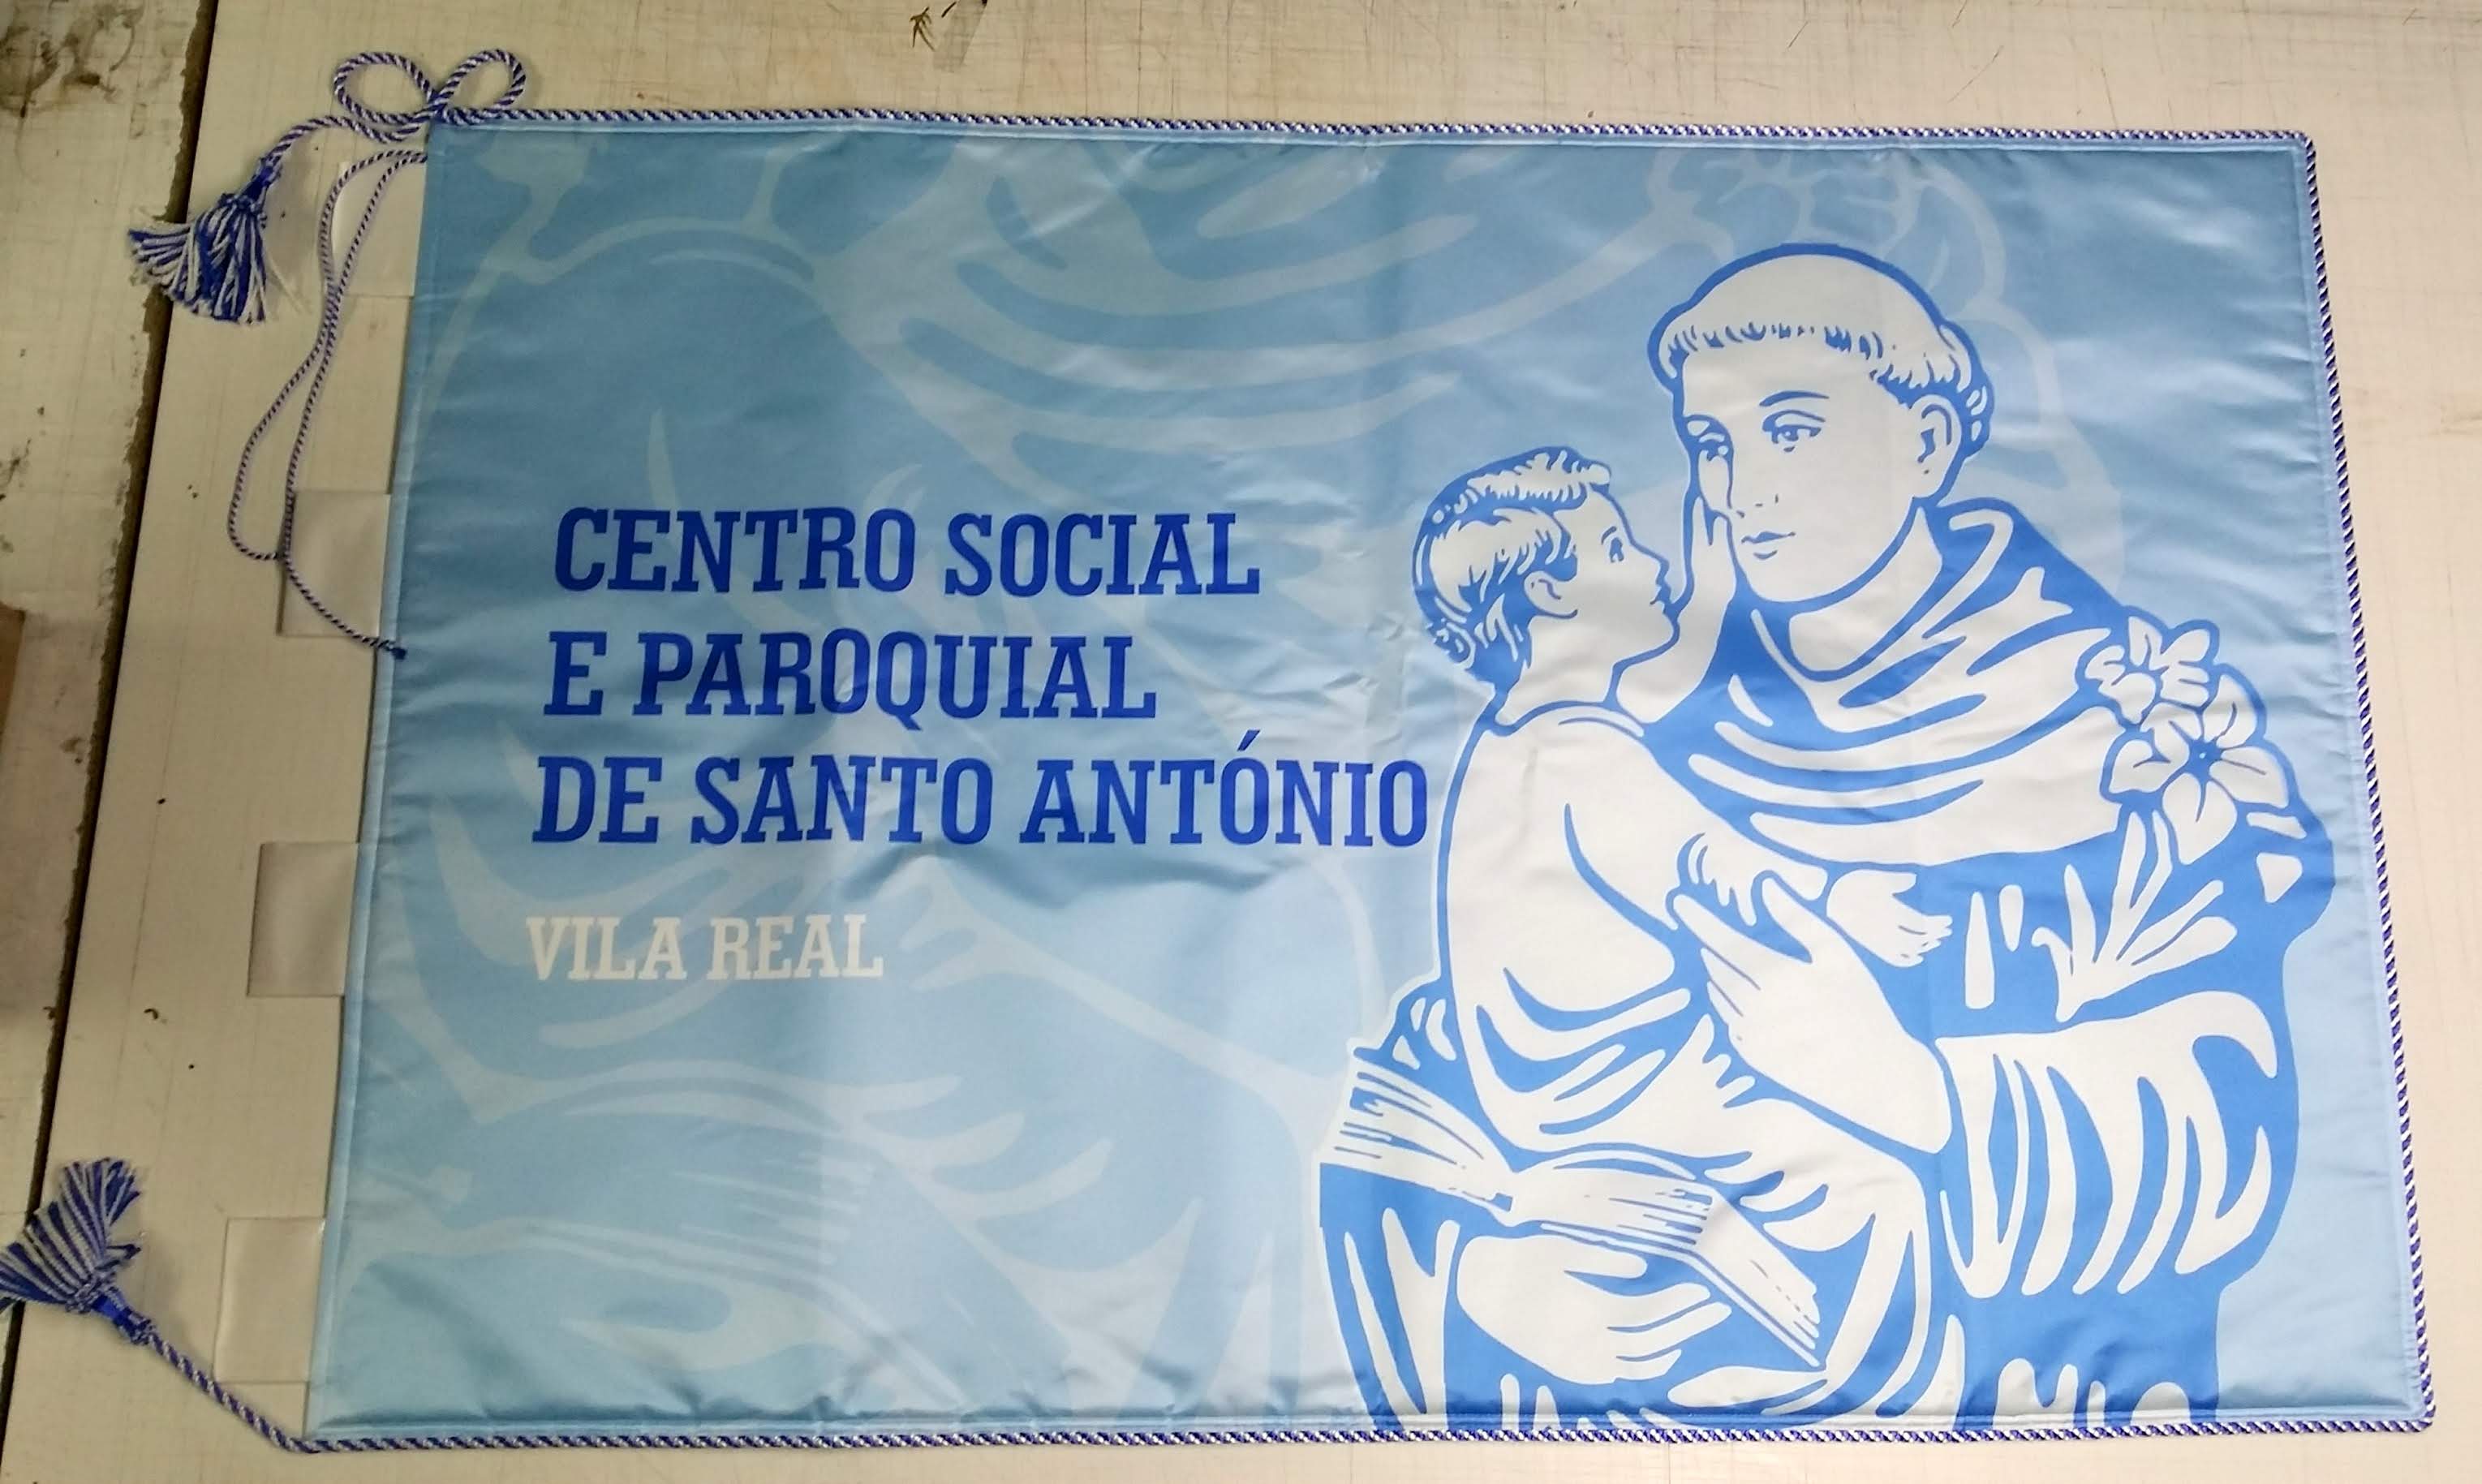 CENTRO SOCIAL
E PAROQUIAL
DE SANTO ANTÓNIO
VILA REAL